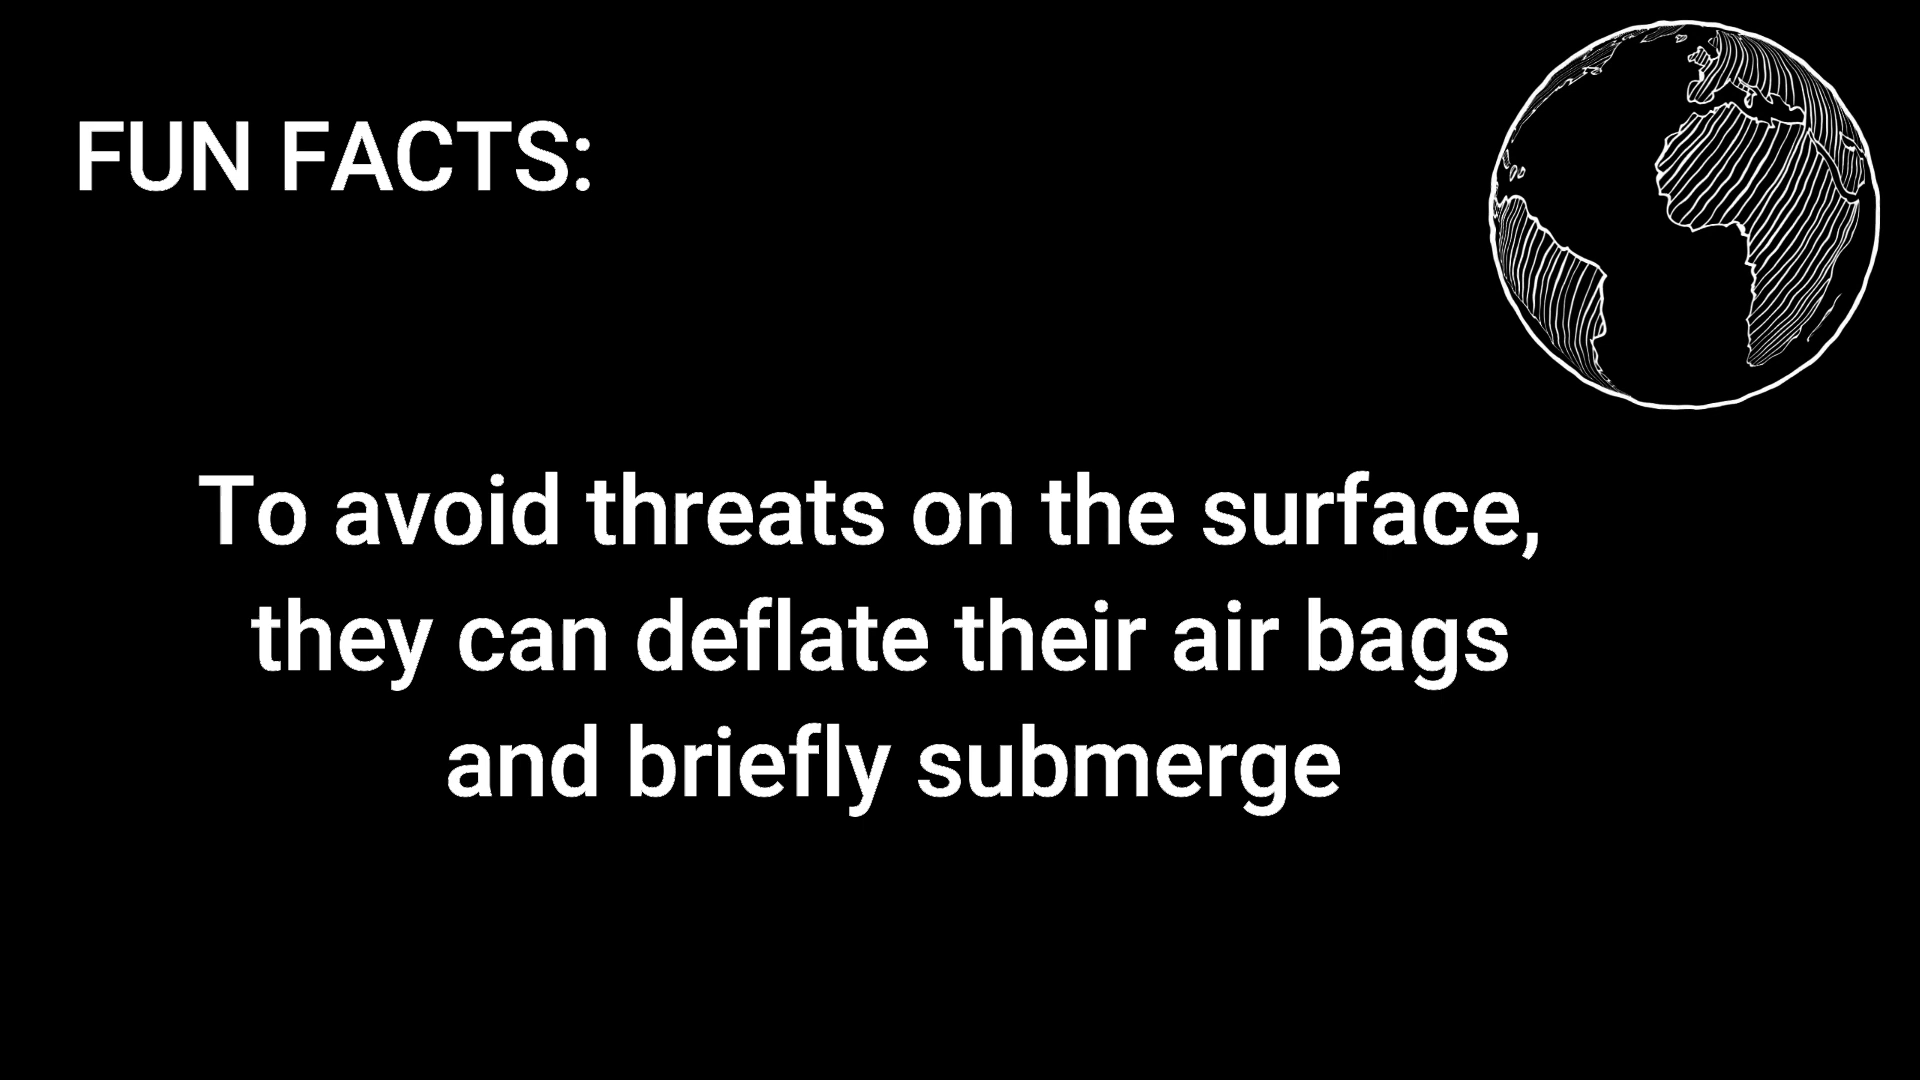 FUN FACTS:
To avoid threats on the surface,
they can deflate their air bags
and briefly submerge